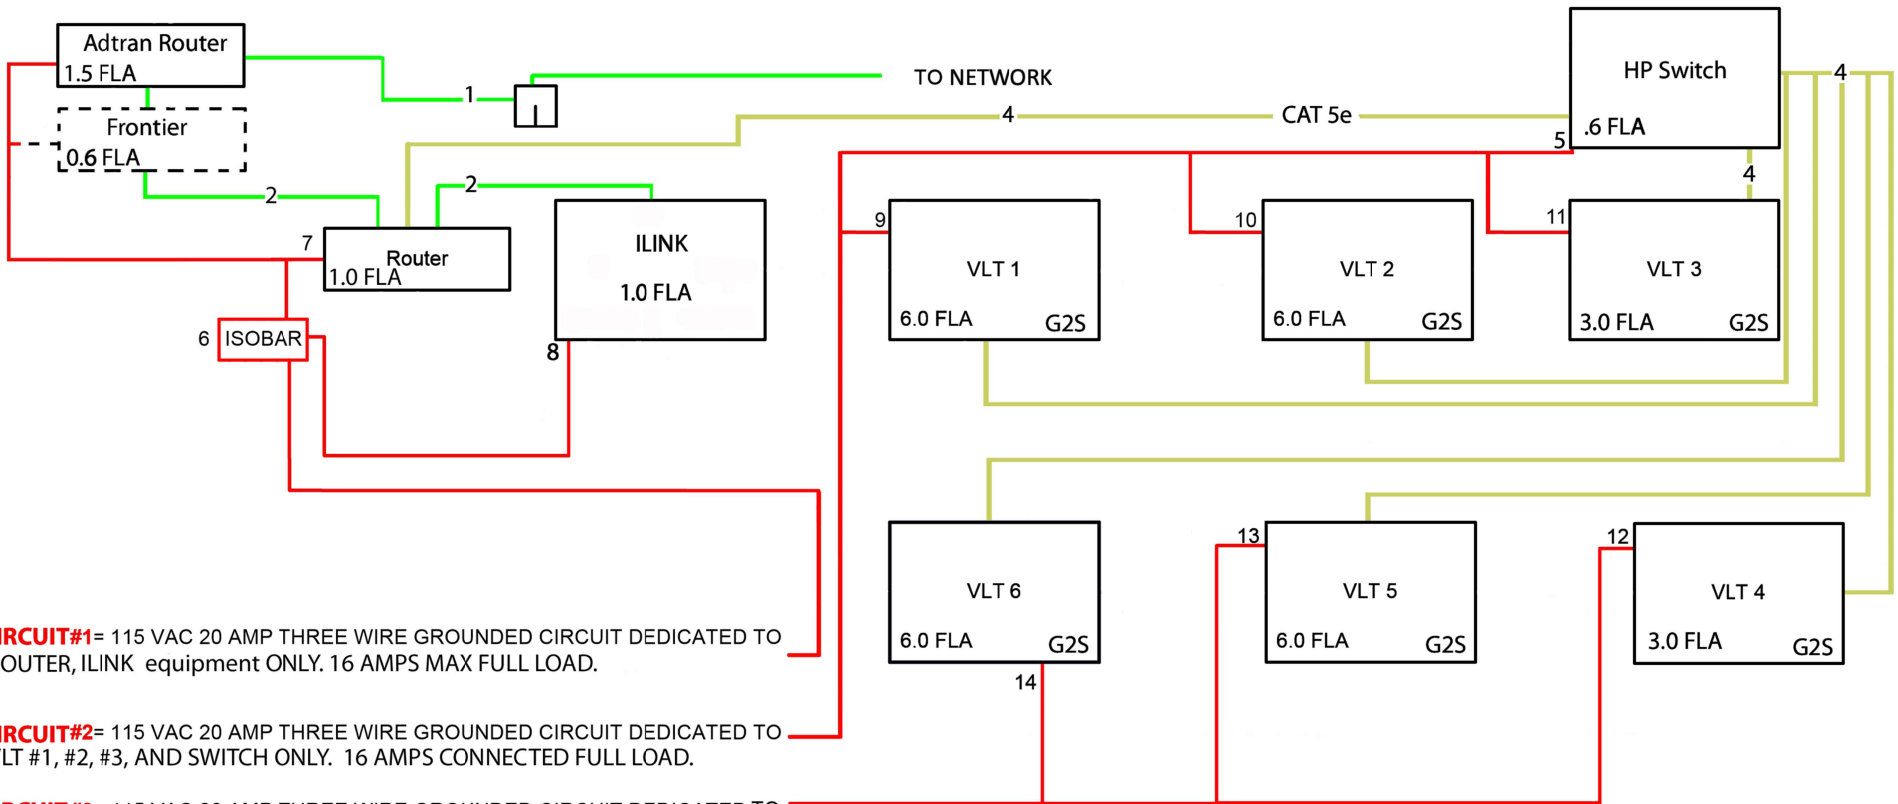 Adtran Router
1.5 FLA
Frontier
0.6 FLA
1
TO NETWORK
4
CAT 5e
HP Switch
.6 FLA
4
5
4
2
2
7
Router
1.0 FLA
ILINK
1.0 FLA
8
6
ISOBAR
9
VLT 1
6.0 FLA
G2S
10
VLT 2
6.0 FLA
G2S
11
VLT 3
3.0 FLA
G2S
VLT 6
6.0 FLA
G2S
14
13
VLT 5
6.0 FLA
G2S
12
VLT 4
3.0 FLA
G2S
IRCUIT#1= 115 VAC 20 AMP THREE WIRE GROUNDED CIRCUIT DEDICATED TO
OUTER, ILINK equipment ONLY. 16 AMPS MAX FULL LOAD.
IRCUIT#2= 115 VAC 20 AMP THREE WIRE GROUNDED CIRCUIT DEDICATED TO
LT #1, #2, #3, AND SWITCH ONLY. 16 AMPS CONNECTED FULL LOAD.